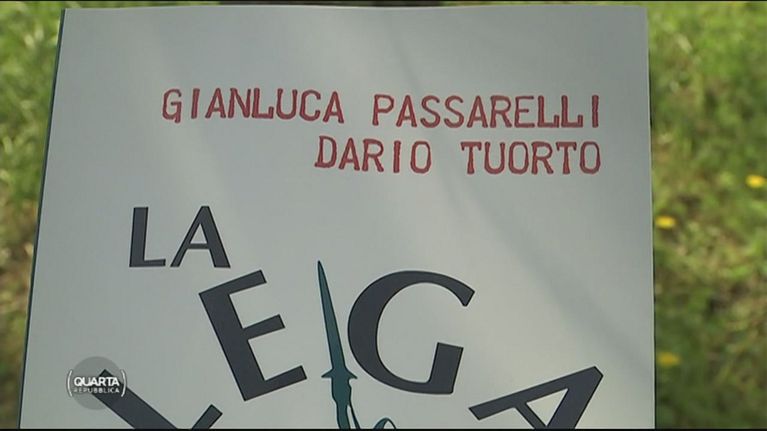 GIANLUCA PASSARELLI
DARIO TUORTO
LA
LEGA
QUARTA
REPUBBLICA